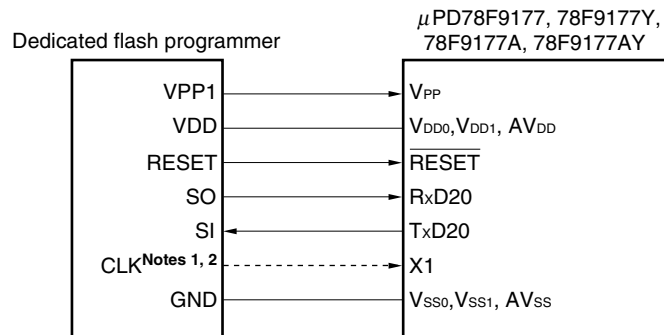 μPD78F9177, 78F9177Y,
Dedicated flash programmer 78F9177A, 78F9177AY
VPP1 VPP
VDD VDD0,VDD1, AVDD
RESET RESET
SO RxD20
SI TxD20
CLKNotes 1, 2 X1
GND VSS0,VSS1, AVSS